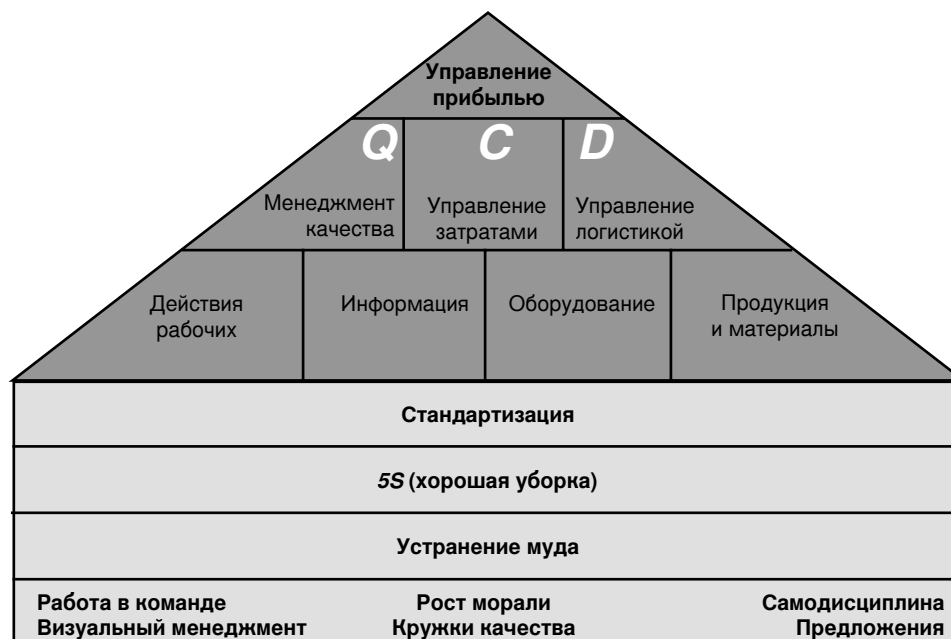 Управление
прибылью
Q C D
Менеджмент
качества
Управление
затратами
Управление
логистикой
Действия
рабочих
Информация
Оборудование
Продукция
и материалы
Стандартизация
5S (хорошая уборка)
Устранение муда
Работа в команде
Визуальный менеджмент
Рост морали
Кружки качества
Самодисциплина
Предложения